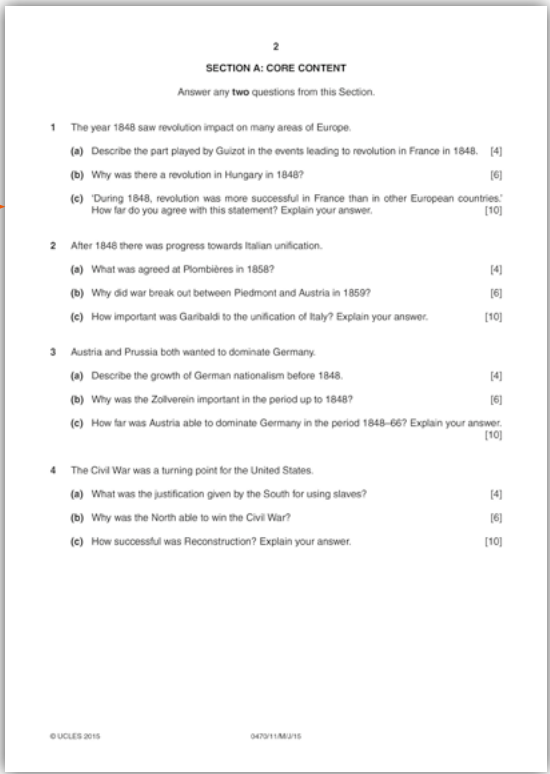 2
SECTION A: CORE CONTENT
Answer any two questions from this Section.
1 The year 1848 saw revolution impact on many areas of Europe.
(a) Describe the part played by Guizot in the events leading to revolution in France in 1848. [4]
(b) Why was there a revolution in Hungary in 1848? [6]
(c) 'During 1848, revolution was more successful in France than in other European countries.'
How far do you agree with this statement? Explain your answer. [10]
2 After 1848 there was progress towards Italian unification.
(a) What was agreed at Plombières in 1858? [4]
(b) Why did war break out between Piedmont and Austria in 1859? [6]
(c) How important was Garibaldi to the unification of Italy? Explain your answer. [10]
3 Austria and Prussia both wanted to dominate Germany.
(a) Describe the growth of German nationalism before 1848. [4]
(b) Why was the Zollverein important in the period up to 1848? [6]
(c) How far was Austria able to dominate Germany in the period 1848–66? Explain your answer.
[10]
4 The Civil War was a turning point for the United States.
(a) What was the justification given by the South for using slaves? [4]
(b) Why was the North able to win the Civil War? [6]
(c) How successful was Reconstruction? Explain your answer. [10]
© UCLES 2015 0470/11/M/J/15